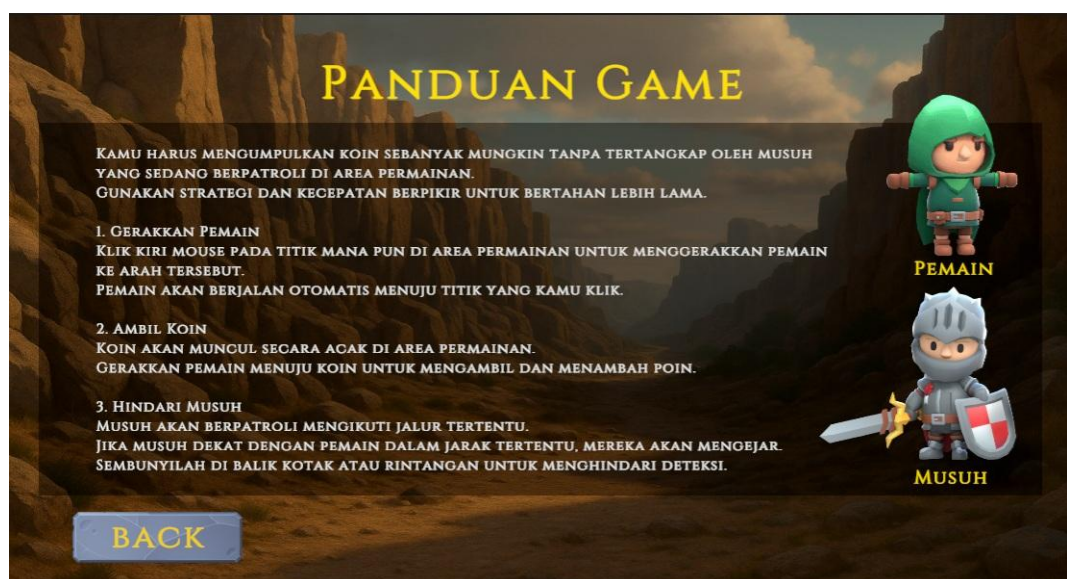 Panduan Game
Kamu harus mengumpulkan koin sebanyak mungkin tanpa tertangkap oleh musuh
yang sedang berpatroli di area permainan.
Gunakan strategi dan kecepatan berpikir untuk bertahan lebih lama.
1. Gerakkan Pemain
Klik kiri mouse pada titik mana pun di area permainan untuk menggerakkan pemain
ke arah tersebut.
Pemain akan berjalan otomatis menuju titik yang kamu klik.
2. Ambil Koin
Koin akan muncul secara acak di area permainan.
Gerakkan pemain menuju koin untuk mengambil dan menambah poin.
3. Hindari Musuh
Musuh akan berpatroli mengikuti jalur tertentu.
Jika musuh dekat dengan pemain dalam jarak tertentu, mereka akan mengejar.
Sembunyilah di balik kotak atau rintangan untuk menghindari deteksi.
Pemain
Musuh
BACK